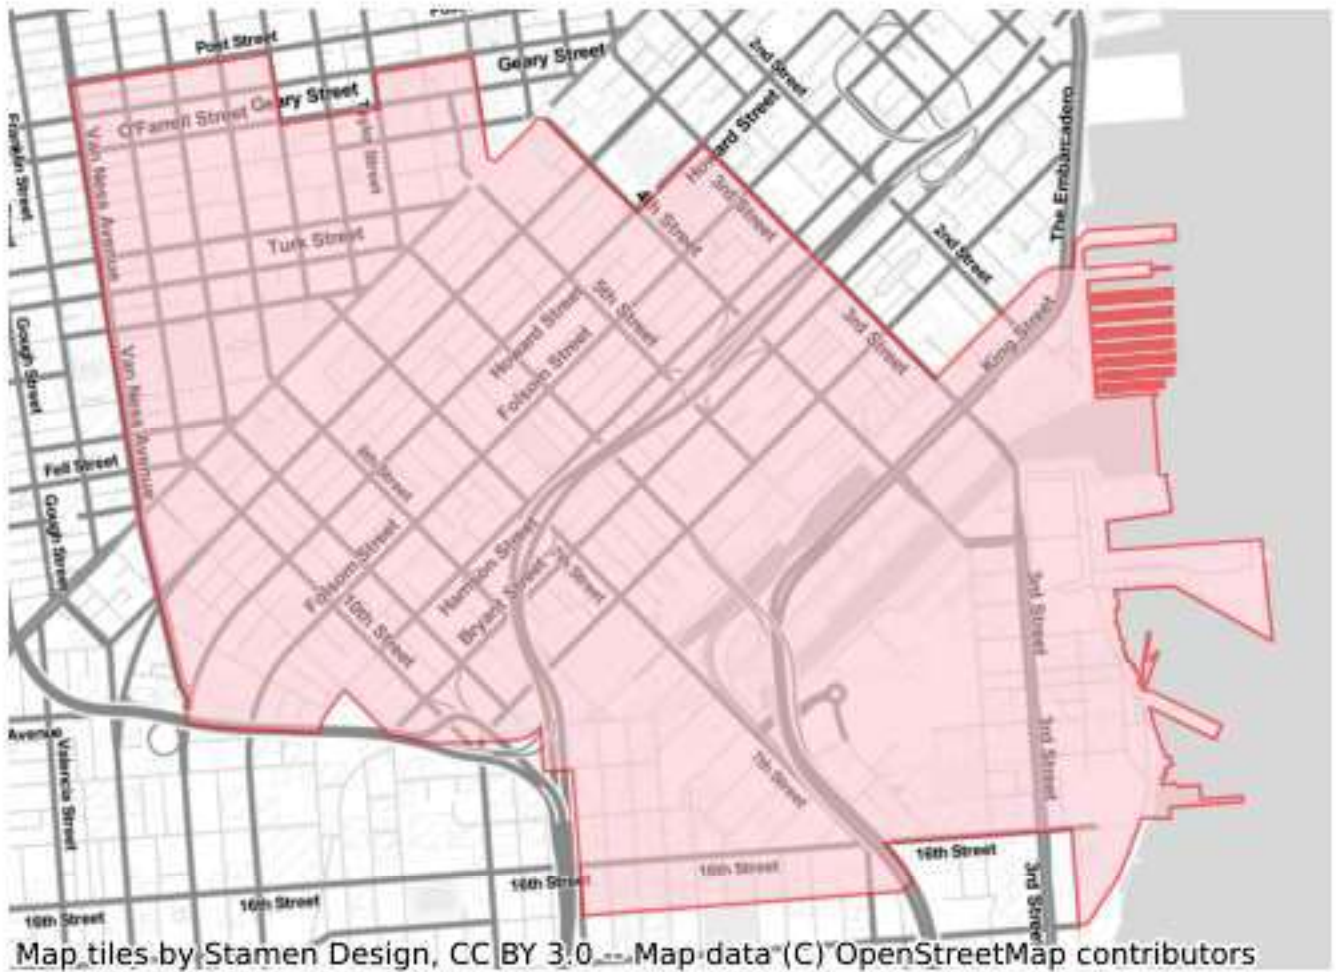 Post Street
Geary Street
2nd Street
O'Farrell Street
Geary Street
Franklin Street
Van Ness Avenue
Howard Street
3rd Street
The Embarcadero
4th Street
Turk Street
2nd Street
5th Street
Howard Street
Folsom Street
3rd Street
King Street
Gough Street
Van Ness Avenue
Fell Street
8th Street
Gough Street
Folsom Street
Harrison Street
Bryant Street
7th Street
10th Street
3rd Street
Avenue
Valencia Street
3rd Street
7th Street
16th Street
16th Street
16th Street
16th Street
16th Street
3rd Street
Map tiles by Stamen Design, CC BY 3.0 -- Map data (C) OpenStreetMap contributors